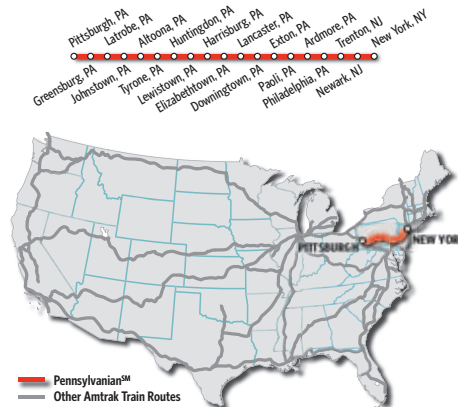 Pittsburgh, PA
Greensburg, PA
Latrobe, PA
Johnstown, PA
Altoona, PA
Tyrone, PA
Huntingdon, PA
Lewistown, PA
Harrisburg, PA
Elizabethtown, PA
Lancaster, PA
Downingtown, PA
Exton, PA
Paoli, PA
Ardmore, PA
Philadelphia, PA
Trenton, NJ
Newark, NJ
New York, NY
PITTSBURGH
NEW YORK
Pennsylvanian℠
Other Amtrak Train Routes